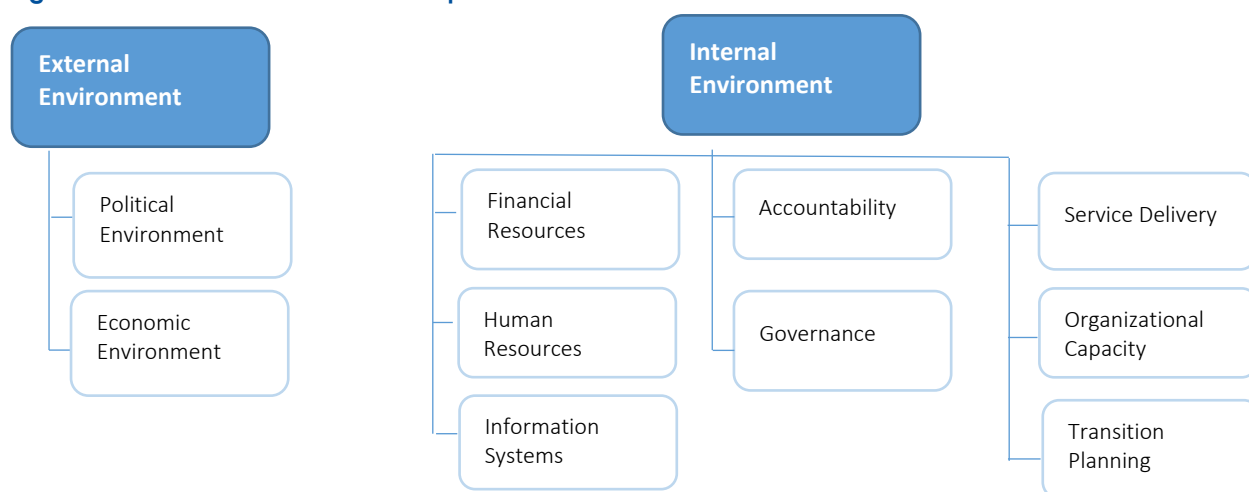 External
Environment
Political
Environment
Economic
Environment
Internal
Environment
Financial
Resources
Human
Resources
Information
Systems
Accountability
Governance
Service Delivery
Organizational
Capacity
Transition
Planning